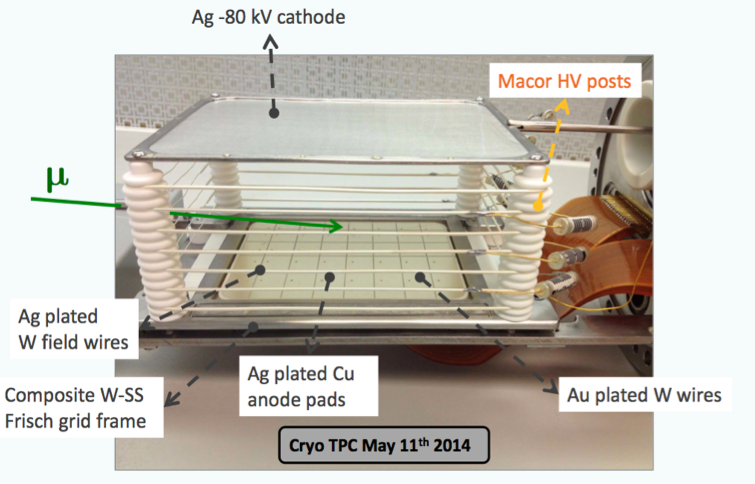 Ag -80 kV cathode
Macor HV posts
μ
Ag plated
W field wires
Composite W-SS
Frisch grid frame
Ag plated Cu
anode pads
Au plated W wires
Cryo TPC May 11th 2014